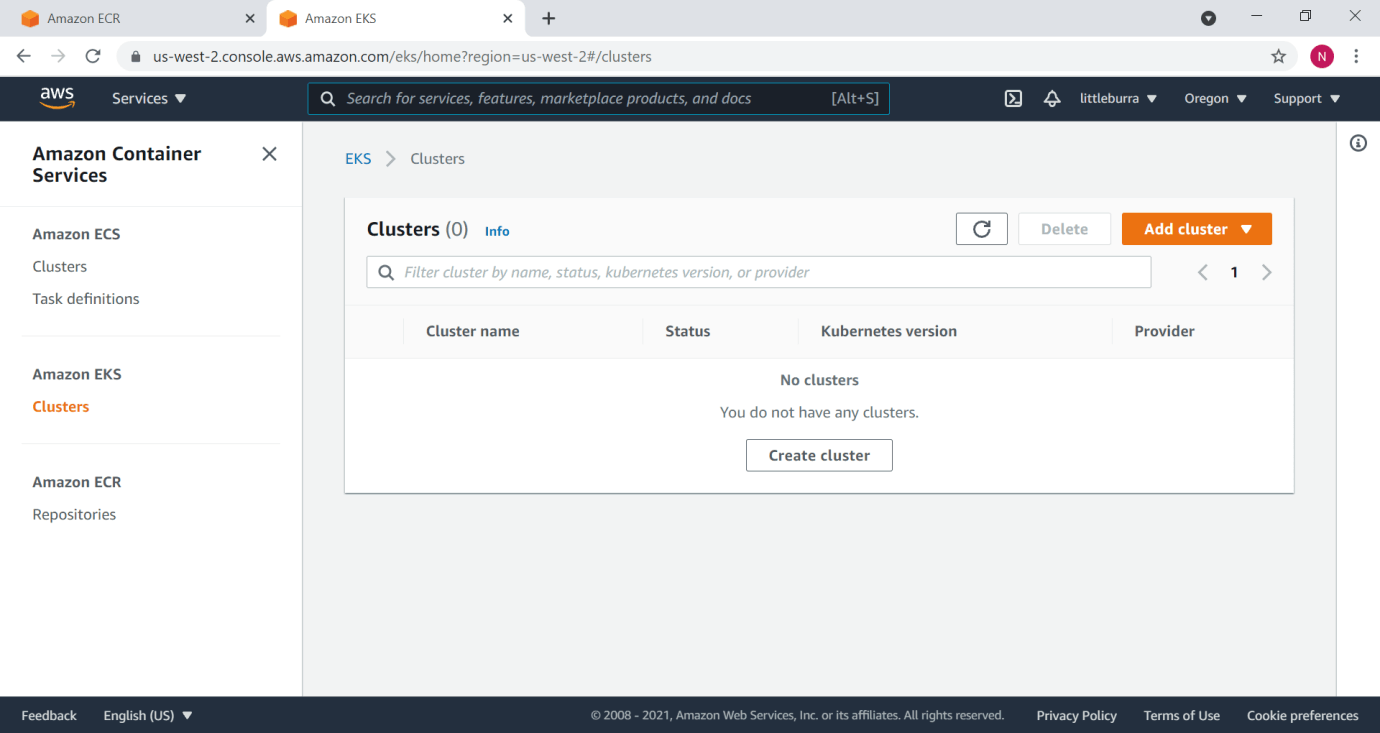 Amazon ECR
Amazon EKS
N
us-west-2.console.aws.amazon.com/eks/home?region=us-west-2#/clusters
aws
Services
Search for services, features, marketplace products, and docs
[Alt+S]
littleburra
Oregon
Support
Amazon Container
Services
Amazon ECS
Clusters
Task definitions
Amazon EKS
Clusters
Amazon ECR
Repositories
EKS
Clusters
Clusters (0) Info
Delete
Add cluster
Filter cluster by name, status, kubernetes version, or provider
1
Cluster name
Status
Kubernetes version
Provider
No clusters
You do not have any clusters.
Create cluster
Feedback
English (US)
© 2008 - 2021, Amazon Web Services, Inc. or its affiliates. All rights reserved.
Privacy Policy
Terms of Use
Cookie preferences